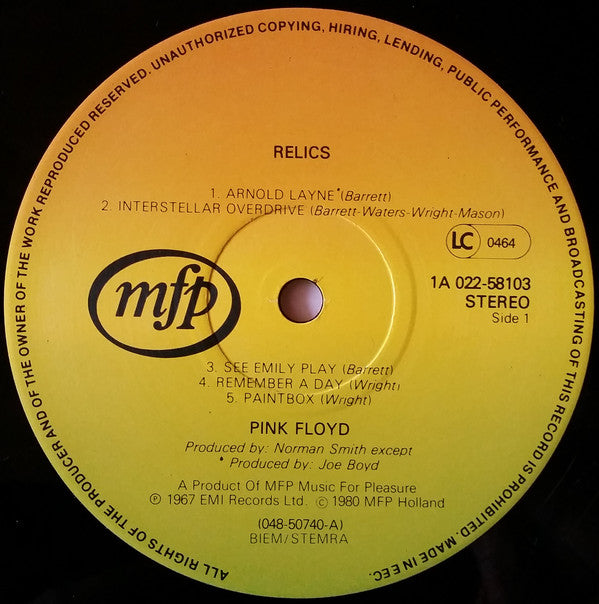 ALL RIGHTS OF THE PRODUCER AND OF THE OWNER OF THE WORK REPRODUCED RESERVED. UNAUTHORIZED COPYING, HIRING, LENDING, PUBLIC PERFORMANCE AND BROADCASTING OF THIS RECORD IS PROHIBITED. MADE IN EEC.
RELICS
1. ARNOLD LAYNE*(Barrett)
2. INTERSTELLAR OVERDRIVE (Barrett-Waters-Wright-Mason)
LC 0464
mfp
1A 022-58103
STEREO
Side 1
3. SEE EMILY PLAY (Barrett)
4. REMEMBER A DAY (Wright)
5. PAINTBOX (Wright)
PINK FLOYD
Produced by: Norman Smith except
* Produced by: Joe Boyd
A Product Of MFP Music For Pleasure
℗ 1967 EMI Records Ltd. © 1980 MFP Holland
(048-50740-A)
BIEM/STEMRA